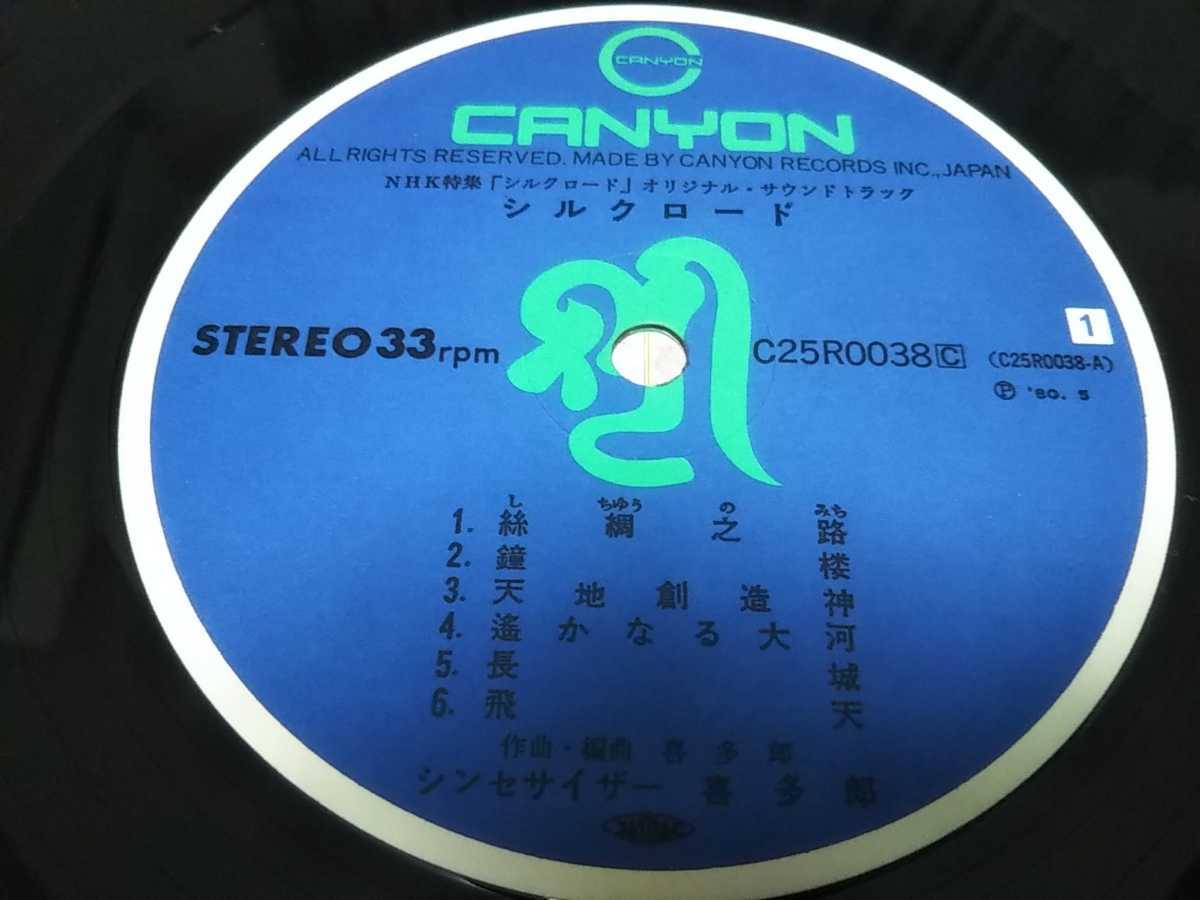 CANYON
CANYON
ALL RIGHTS RESERVED. MADE BY CANYON RECORDS INC., JAPAN
NHK特集「シルクロード」オリジナル・サウンドトラック
シルクロード
STEREO 33rpm
C25R0038 C (C25R0038-A)
1
Ⓟ '80. 5
し ちゆう の みち
1. 絲綢之路
2. 鐘楼
3. 天地創造神
4. 遙かなる大河
5. 長城
6. 飛天
作曲・編曲 喜多郎
シンセサイザー 喜多郎